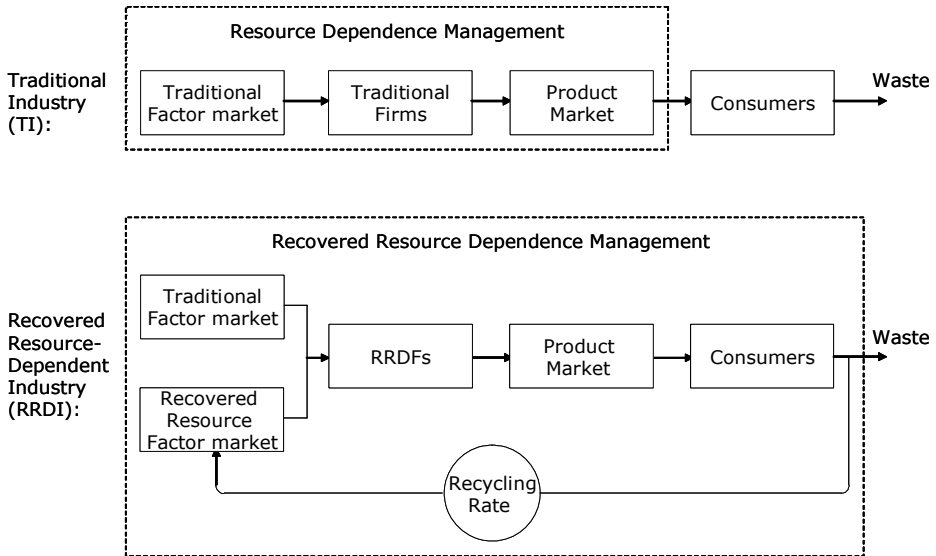 Resource Dependence Management
Traditional
Industry
(TI):
Traditional
Factor market
Traditional
Firms
Product
Market
Consumers
Waste
Recovered Resource Dependence Management
Recovered
Resource-
Dependent
Industry
(RRDI):
Traditional
Factor market
Recovered
Resource
Factor market
RRDFs
Product
Market
Consumers
Waste
Recycling
Rate